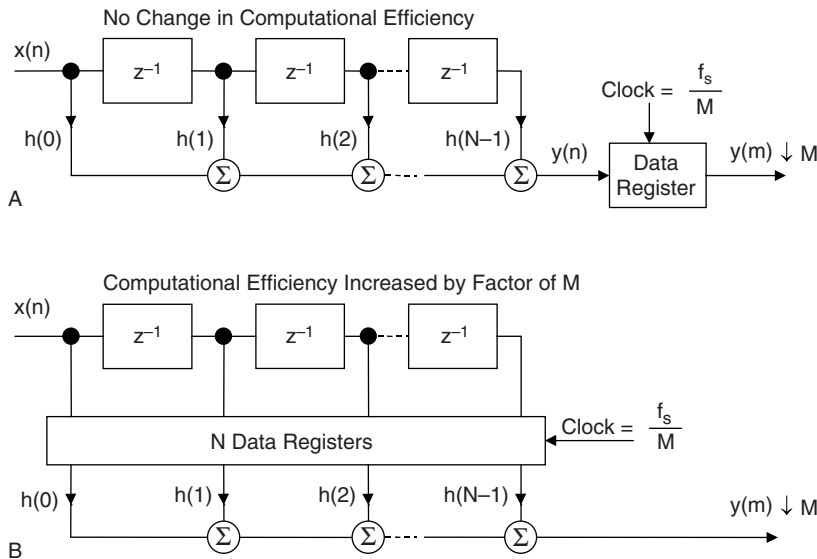 No Change in Computational Efficiency
x(n)
z⁻¹ z⁻¹ z⁻¹
Clock = fs/M
h(0) h(1) h(2) h(N–1)
Σ Σ Σ
y(n)
Data
Register
y(m) ↓ M
A
Computational Efficiency Increased by Factor of M
x(n)
z⁻¹ z⁻¹ z⁻¹
N Data Registers
Clock = fs/M
h(0) h(1) h(2) h(N–1)
Σ Σ Σ
y(m) ↓ M
B